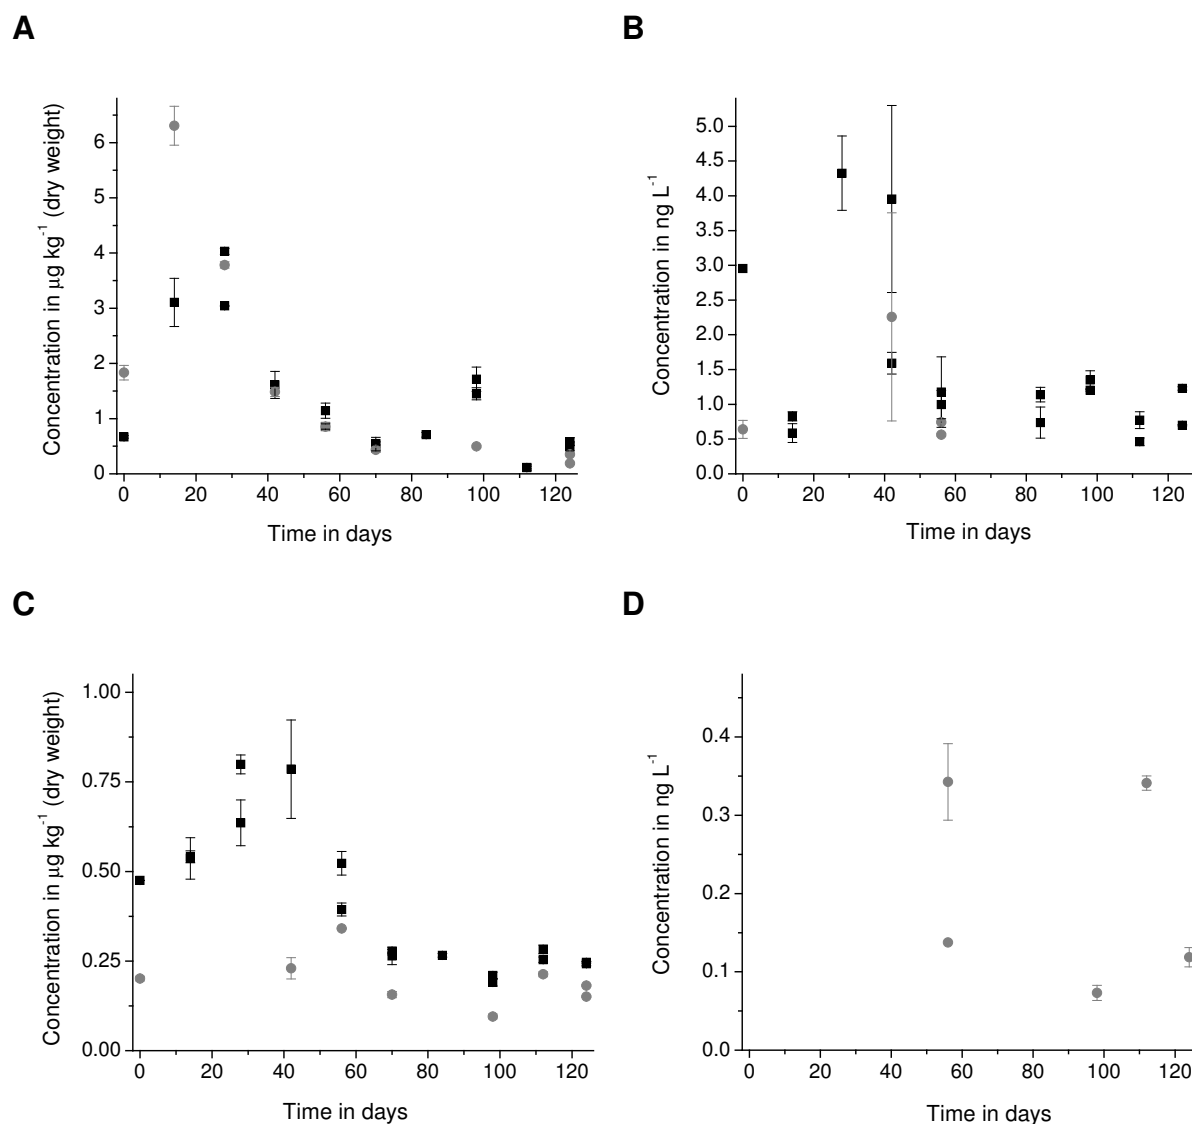 A
Concentration in µg kg⁻¹ (dry weight)
6
5
4
3
2
1
0
0 20 40 60 80 100 120
Time in days
B
Concentration in ng L⁻¹
5.0
4.5
4.0
3.5
3.0
2.5
2.0
1.5
1.0
0.5
0.0
0 20 40 60 80 100 120
Time in days
C
Concentration in µg kg⁻¹ (dry weight)
1.00
0.75
0.50
0.25
0.00
0 20 40 60 80 100 120
Time in days
D
Concentration in ng L⁻¹
0.4
0.3
0.2
0.1
0.0
0 20 40 60 80 100 120
Time in days